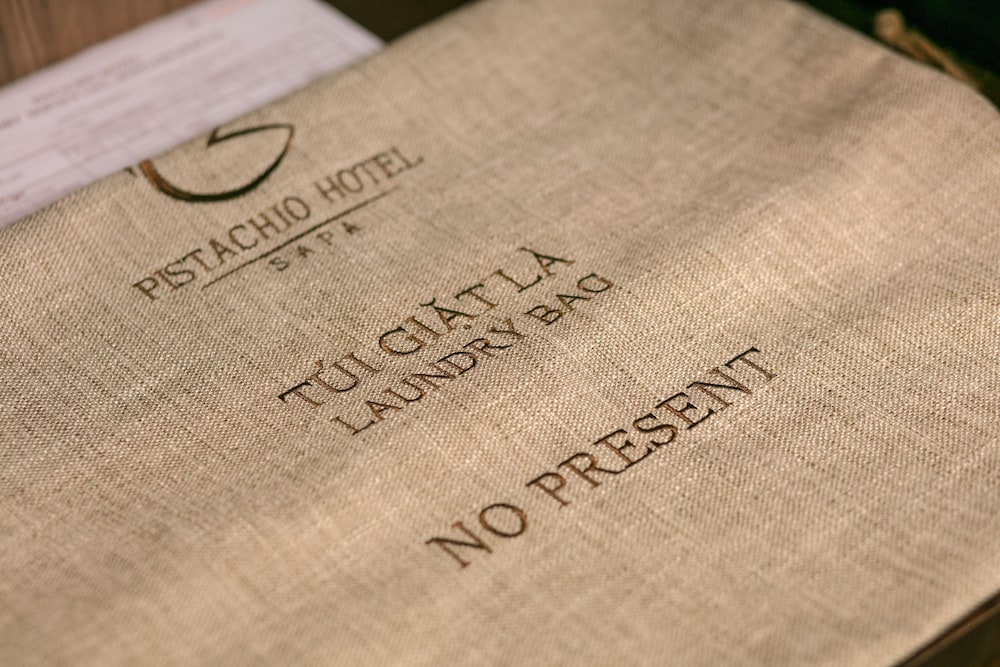 PISTACHIO HOTEL
SAPA
TÚI GIẶT LÀ
LAUNDRY BAG
NO PRESENT